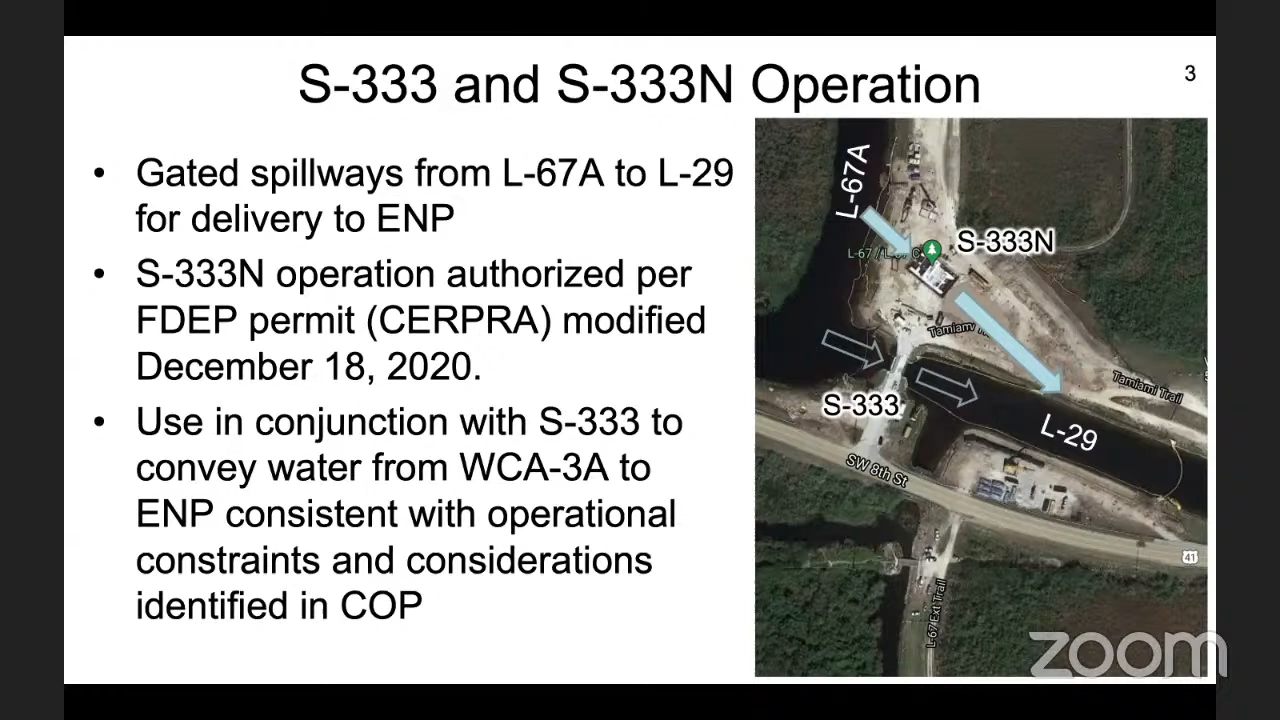 S-333 and S-333N Operation
3
• Gated spillways from L-67A to L-29
for delivery to ENP
• S-333N operation authorized per
FDEP permit (CERPRA) modified
December 18, 2020.
• Use in conjunction with S-333 to
convey water from WCA-3A to
ENP consistent with operational
constraints and considerations
identified in COP
L-67A
S-333N
L-67 /
Tamiami
Tamiami Trail
S-333
L-29
SW 8th St
41
L-67 Ext Trail
zoom